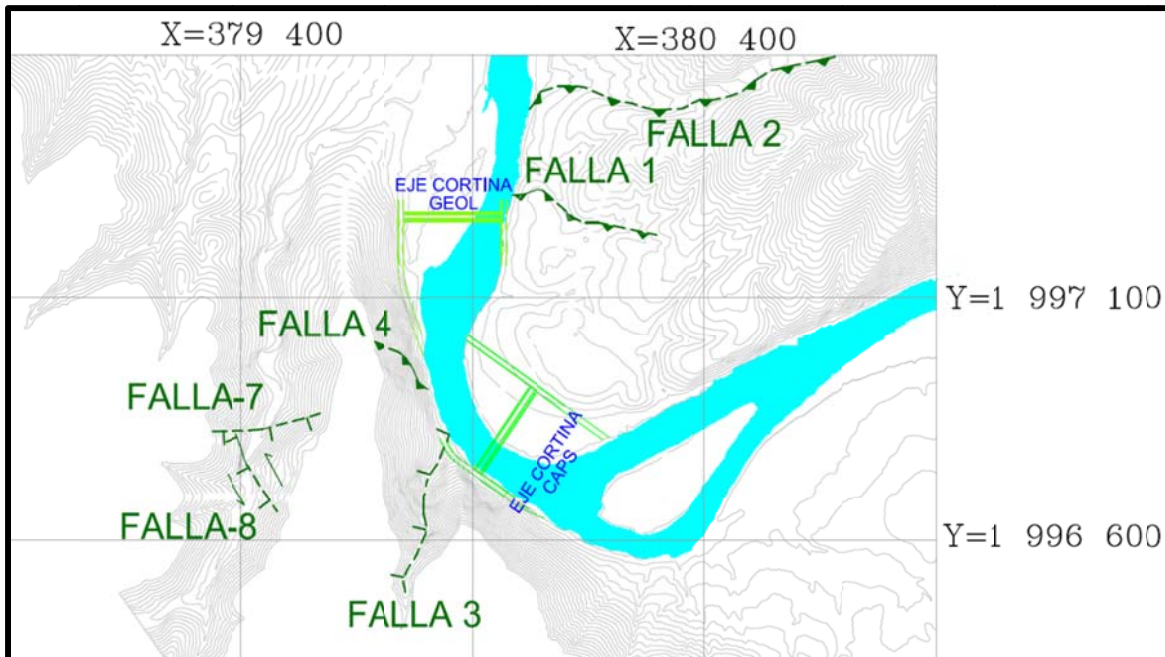 X=379 400
X=380 400
FALLA 2
FALLA 1
EJE CORTINA
GEOL
Y=1 997 100
FALLA 4
FALLA-7
EJE CORTINA
CAPS
FALLA-8
Y=1 996 600
FALLA 3